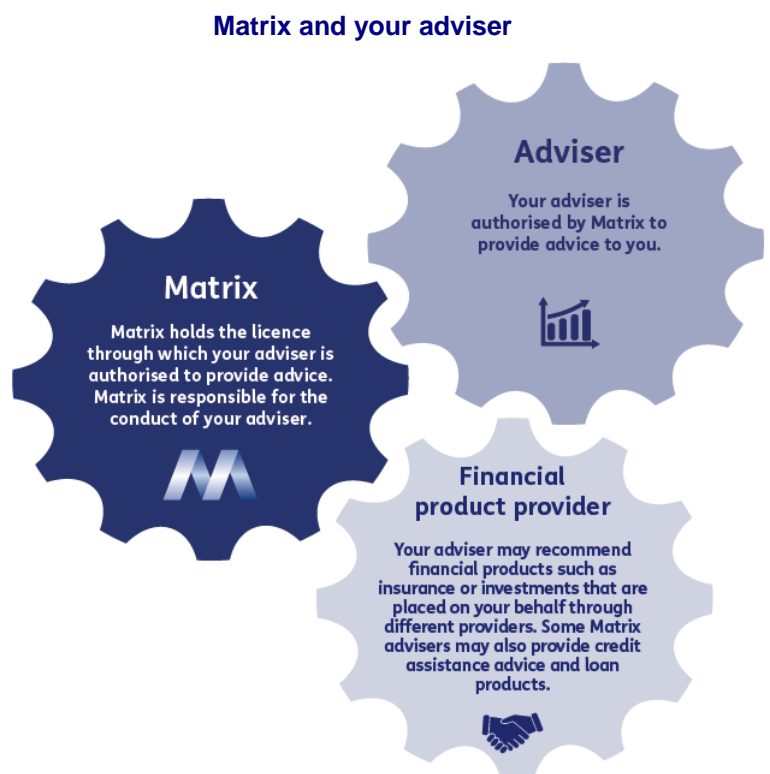 Matrix and your adviser
Adviser
Your adviser is
authorised by Matrix to
provide advice to you.
Matrix
Matrix holds the licence
through which your adviser is
authorised to provide advice.
Matrix is responsible for the
conduct of your adviser.
Financial
product provider
Your adviser may recommend
financial products such as
insurance or investments that are
placed on your behalf through
different providers. Some Matrix
advisers may also provide credit
assistance advice and loan
products.